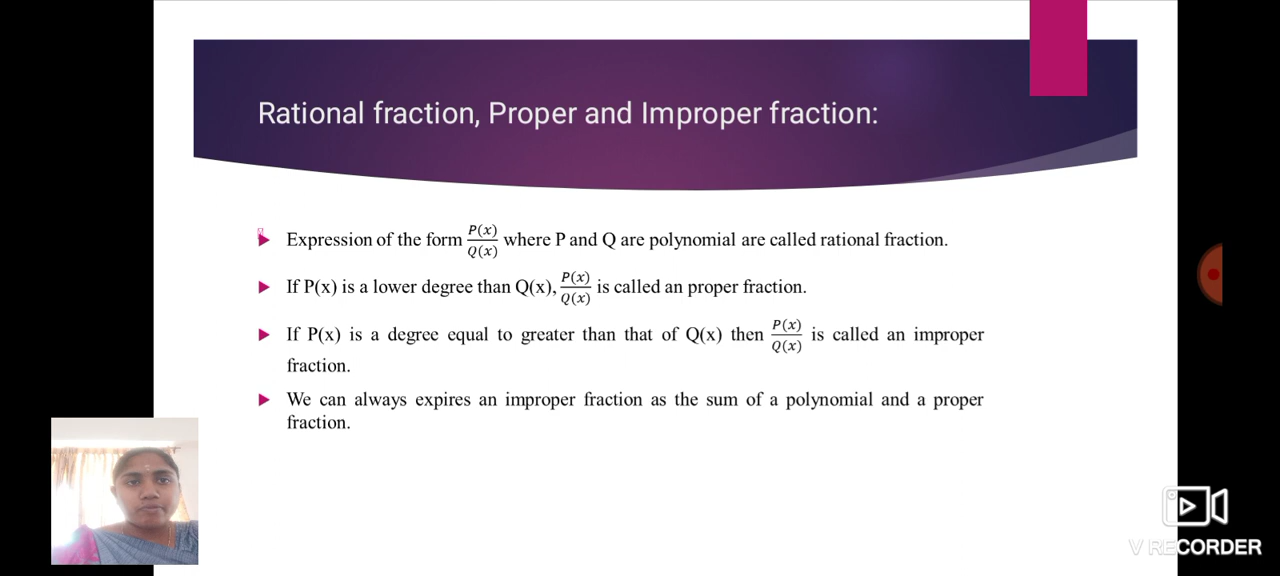 Rational fraction, Proper and Improper fraction:
Expression of the form P(x)/Q(x) where P and Q are polynomial are called rational fraction.
If P(x) is a lower degree than Q(x), P(x)/Q(x) is called an proper fraction.
If P(x) is a degree equal to greater than that of Q(x) then P(x)/Q(x) is called an improper
fraction.
We can always expires an improper fraction as the sum of a polynomial and a proper
fraction.
V RECORDER